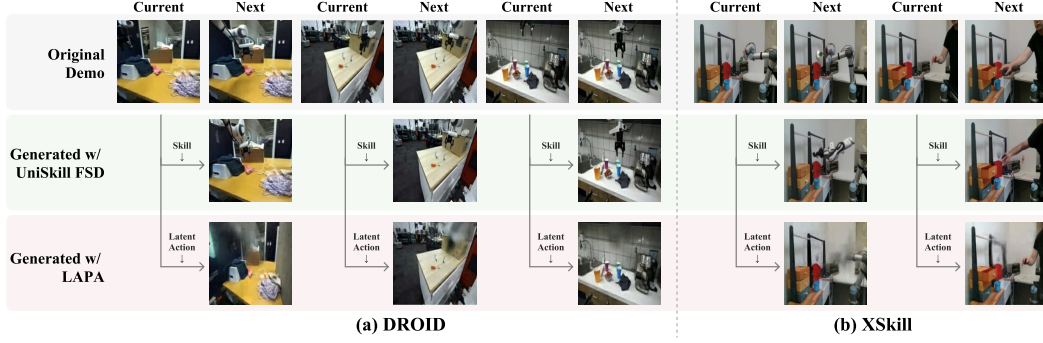 Current Next Current Next Current Next Current Next Current Next
Original
Demo
Generated w/
UniSkill FSD
Skill
↓
Skill
↓
Skill
↓
Skill
↓
Skill
↓
Generated w/
LAPA
Latent
Action
↓
Latent
Action
↓
Latent
Action
↓
Latent
Action
↓
Latent
Action
↓
(a) DROID
(b) XSkill